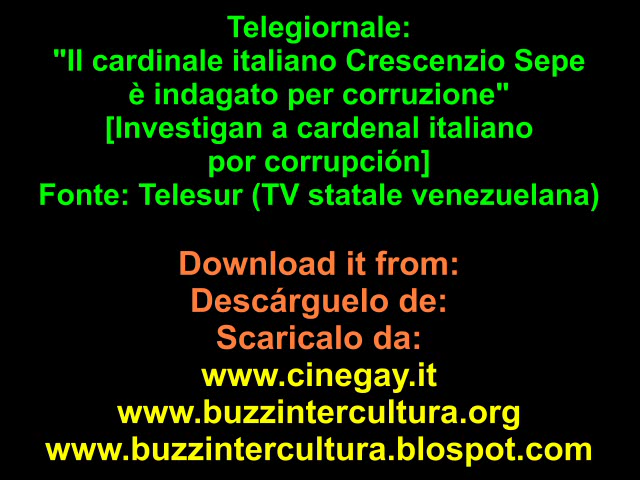 Telegiornale:
"Il cardinale italiano Crescenzio Sepe
è indagato per corruzione"
[Investigan a cardenal italiano
por corrupción]
Fonte: Telesur (TV statale venezuelana)
Download it from:
Descárguelo de:
Scaricalo da:
www.cinegay.it
www.buzzintercultura.org
www.buzzintercultura.blospot.com